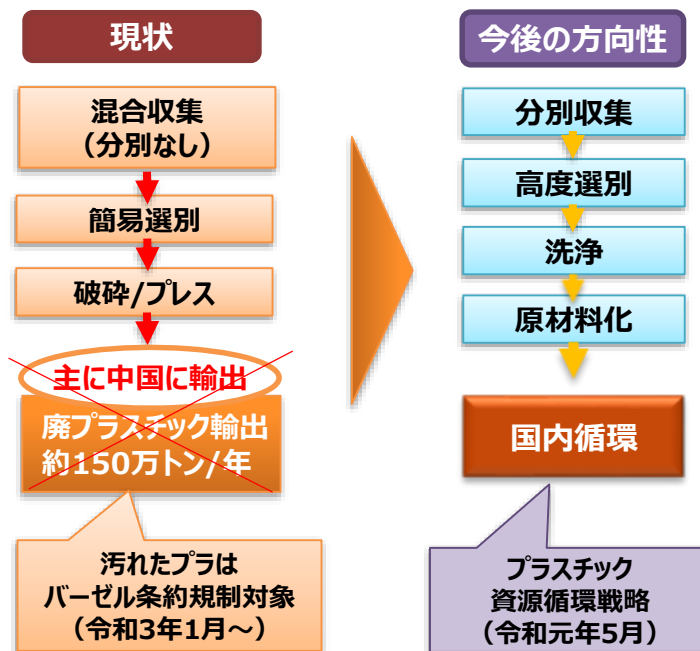 現状
混合収集
（分別なし）
簡易選別
破砕/プレス
主に中国に輸出
廃プラスチック輸出
約150万トン/年
汚れたプラは
バーゼル条約規制対象
（令和3年1月～）
今後の方向性
分別収集
高度選別
洗浄
原材料化
国内循環
プラスチック
資源循環戦略
（令和元年5月）